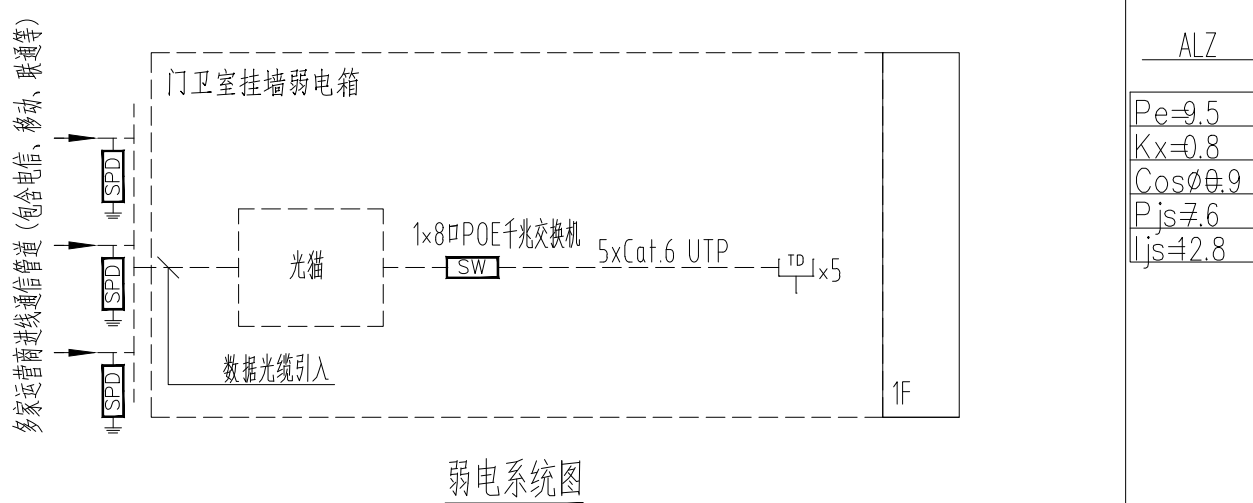 多家运营商进线通信管道（包含电信、移动、联通等）
SPD
SPD
SPD
门卫室挂墙弱电箱
光猫
1×8口POE千兆交换机
SW
5xCat.6 UTP
TD
x5
数据光缆引入
1F
弱电系统图
ALZ
Pe=9.5
Kx=0.8
CosØ=0.9
Pjs=7.6
Ijs=12.8